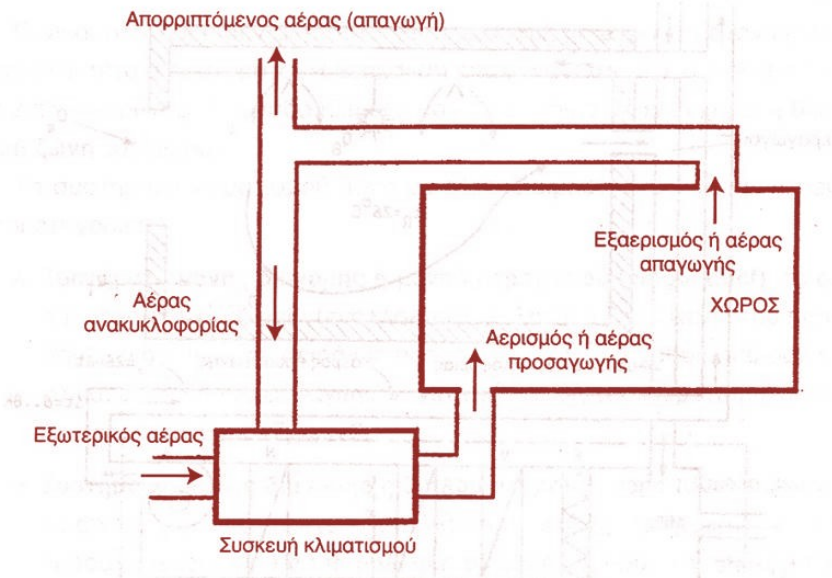 Απορριπτόμενος αέρας (απαγωγή)
Εξαερισμός ή αέρας
απαγωγής
ΧΩΡΟΣ
Αέρας
ανακυκλοφορίας
Αερισμός ή αέρας
προσαγωγής
Εξωτερικός αέρας
Συσκευή κλιματισμού